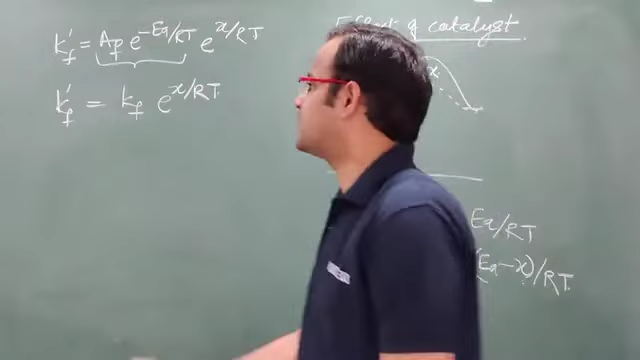 k'f = Af e^-Ea/RT e^x/RT
k'f = kf e^x/RT
Effect of catalyst
x
Ea/RT
(Ea-x)/RT